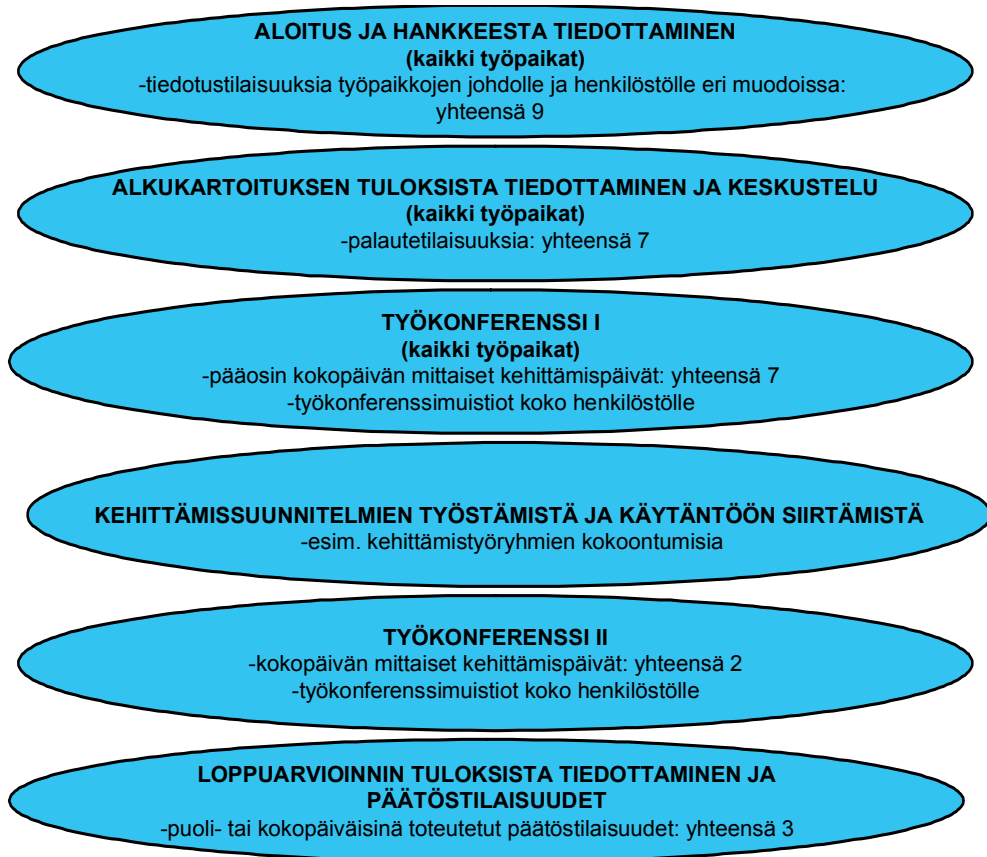 ALOITUS JA HANKKEESTA TIEDOTTAMINEN
(kaikki työpaikat)
-tiedotustilaisuuksia työpaikkojen johdolle ja henkilöstölle eri muodoissa:
yhteensä 9
ALKUKARTOITUKSEN TULOKSISTA TIEDOTTAMINEN JA KESKUSTELU
(kaikki työpaikat)
-palautetilaisuuksia: yhteensä 7
TYÖKONFERENSSI I
(kaikki työpaikat)
-pääosin kokopäivän mittaiset kehittämispäivät: yhteensä 7
-työkonferenssimuistiot koko henkilöstölle
KEHITTÄMISSUUNNITELMIEN TYÖSTÄMISTÄ JA KÄYTÄNTÖÖN SIIRTÄMISTÄ
-esim. kehittämistyöryhmien kokoontumisia
TYÖKONFERENSSI II
-kokopäivän mittaiset kehittämispäivät: yhteensä 2
-työkonferenssimuistiot koko henkilöstölle
LOPPUARVIOINNIN TULOKSISTA TIEDOTTAMINEN JA
PÄÄTÖSTILAISUUDET
-puoli- tai kokopäiväisinä toteutetut päätöstilaisuudet: yhteensä 3